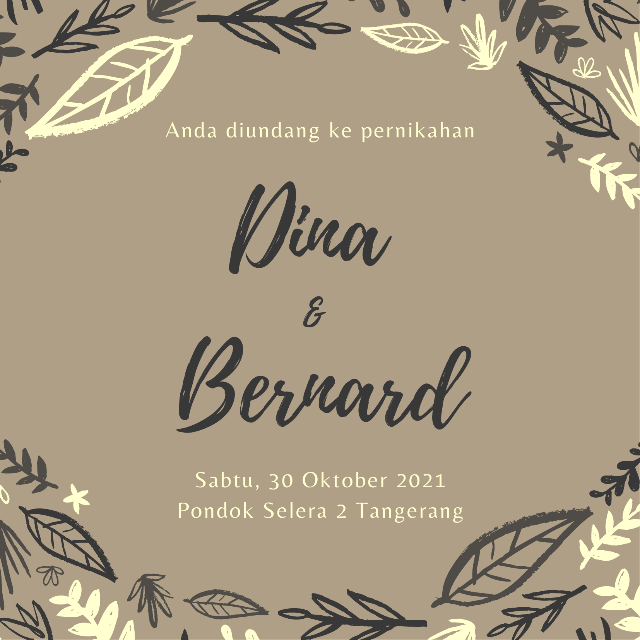 Anda diundang ke pernikahan
Dina
&
Bernard
Sabtu, 30 Oktober 2021
Pondok Selera 2 Tangerang